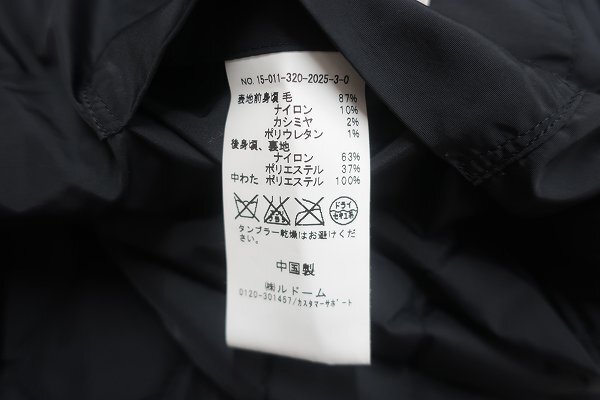 NO. 15-011-320-2025-3-0
表地前身頃 毛 87%
ナイロン 10%
カシミヤ 2%
ポリウレタン 1%
後身頃、裏地
ナイロン 63%
ポリエステル 37%
中わた ポリエステル 100%
ドライ
セキユ系
タンブラー乾燥はお避けください。
中国製
㈱ルドーム
0120-301457/カスタマーサポート